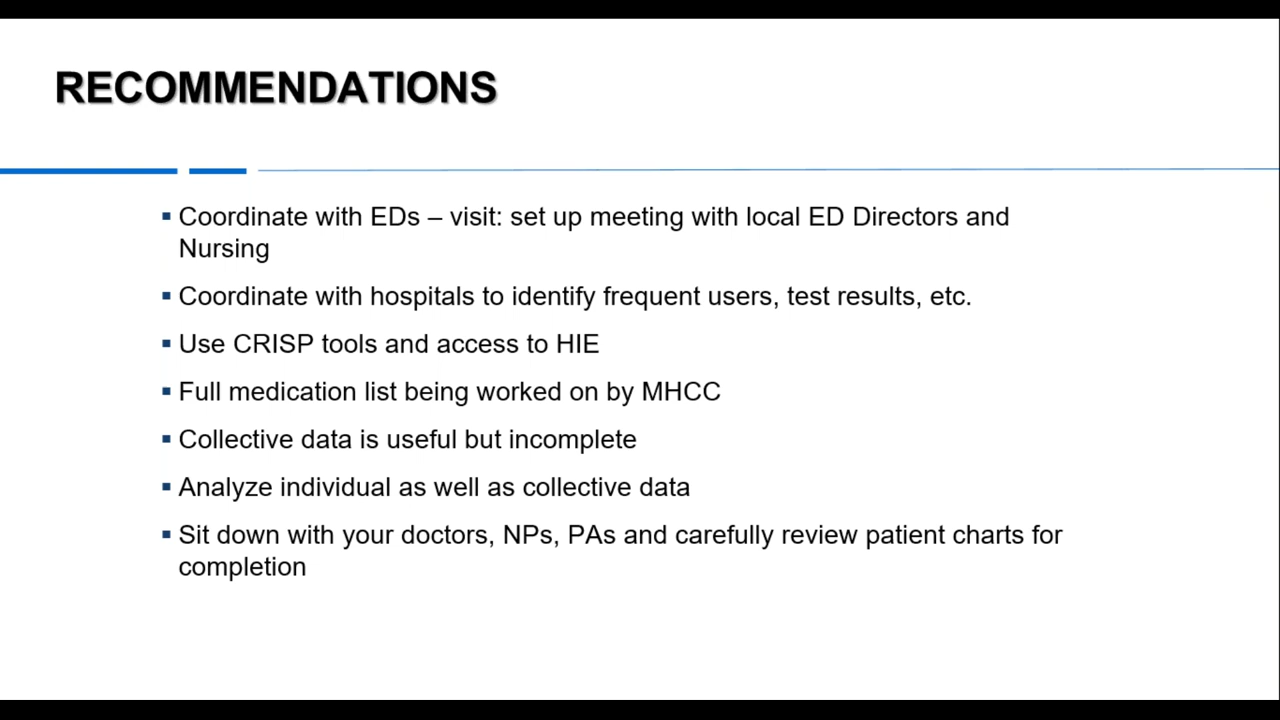 RECOMMENDATIONS
▪ Coordinate with EDs – visit: set up meeting with local ED Directors and
Nursing
▪ Coordinate with hospitals to identify frequent users, test results, etc.
▪ Use CRISP tools and access to HIE
▪ Full medication list being worked on by MHCC
▪ Collective data is useful but incomplete
▪ Analyze individual as well as collective data
▪ Sit down with your doctors, NPs, PAs and carefully review patient charts for
completion